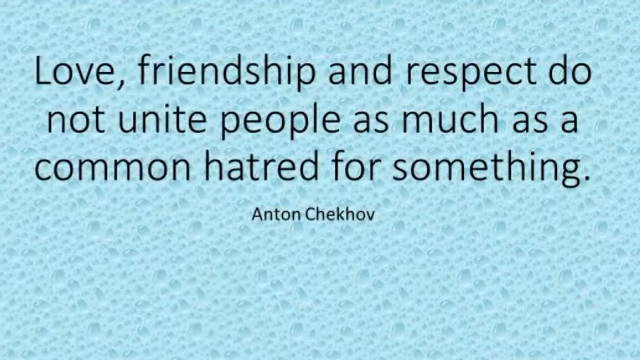 Love, friendship and respect do
not unite people as much as a
common hatred for something.
Anton Chekhov